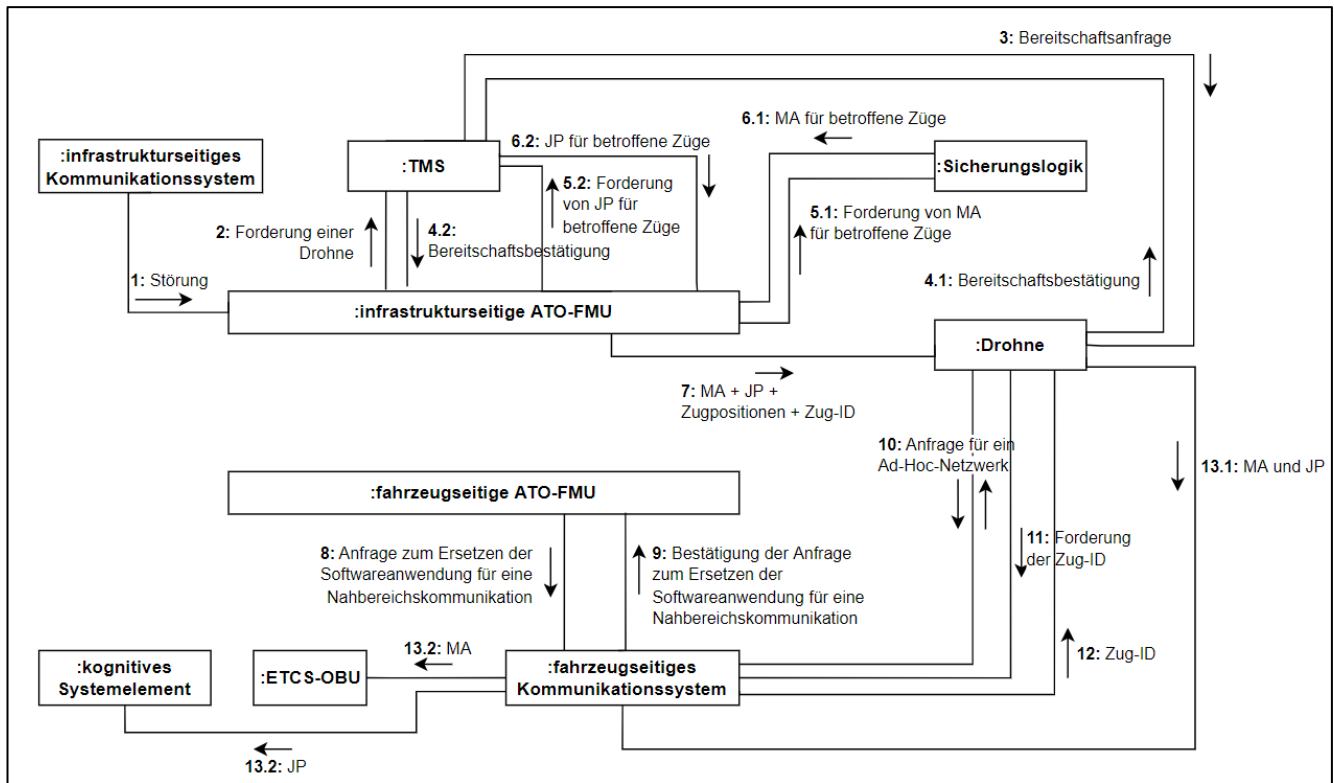 3: Bereitschaftsanfrage
6.1: MA für betroffene Züge
6.2: JP für betroffene Züge
:infrastrukturseitiges
Kommunikationssystem
:TMS
:Sicherungslogik
5.2: Forderung
von JP für
betroffene Züge
5.1: Forderung von MA
für betroffene Züge
2: Forderung einer
Drohne
4.2:
Bereitschaftsbestätigung
1: Störung
4.1: Bereitschaftsbestätigung
:infrastrukturseitige ATO-FMU
:Drohne
7: MA + JP +
Zugpositionen + Zug-ID
10: Anfrage für ein
Ad-Hoc-Netzwerk
13.1: MA und JP
:fahrzeugseitige ATO-FMU
8: Anfrage zum Ersetzen der
Softwareanwendung für eine
Nahbereichskommunikation
9: Bestätigung der Anfrage
zum Ersetzen der
Softwareanwendung für eine
Nahbereichskommunikation
11: Forderung
der Zug-ID
13.2: MA
12: Zug-ID
:kognitives
Systemelement
:ETCS-OBU
:fahrzeugseitiges
Kommunikationssystem
13.2: JP